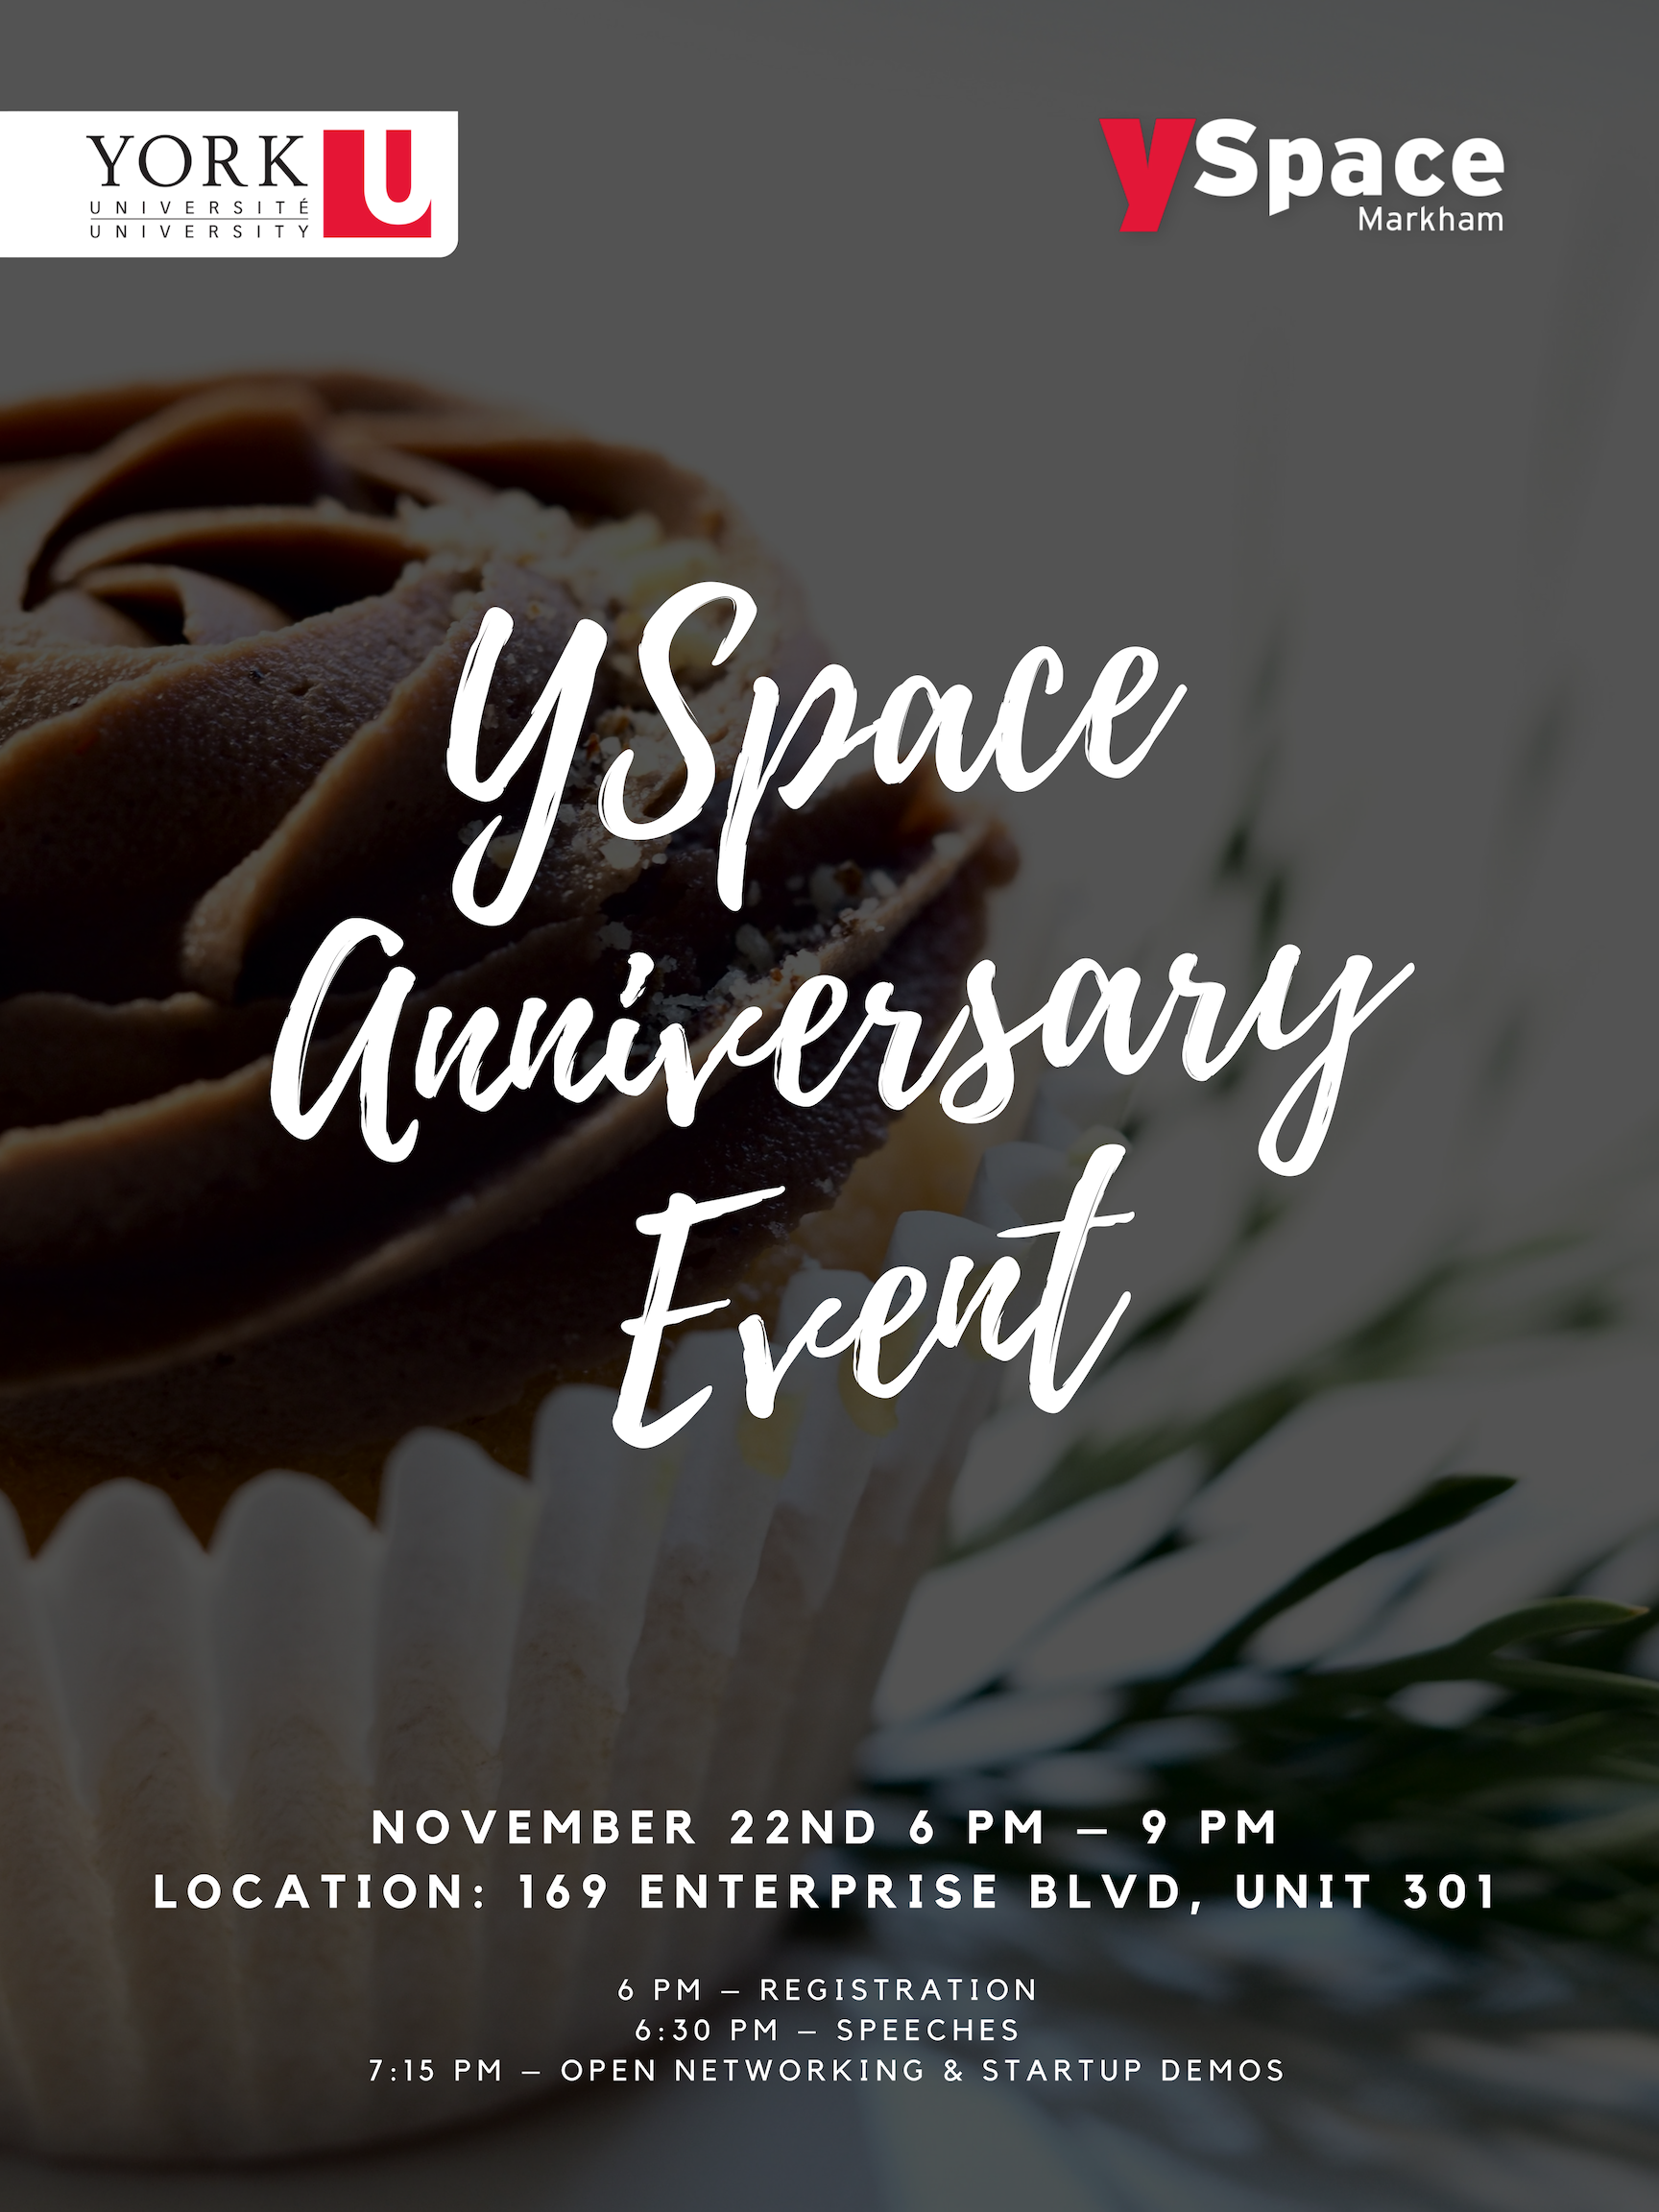 YORK U
UNIVERSITÉ
UNIVERSITY
ySpace
Markham
YSpace
Anniversary
Event
NOVEMBER 22ND 6 PM – 9 PM
LOCATION: 169 ENTERPRISE BLVD, UNIT 301
6 PM – REGISTRATION
6:30 PM – SPEECHES
7:15 PM – OPEN NETWORKING & STARTUP DEMOS